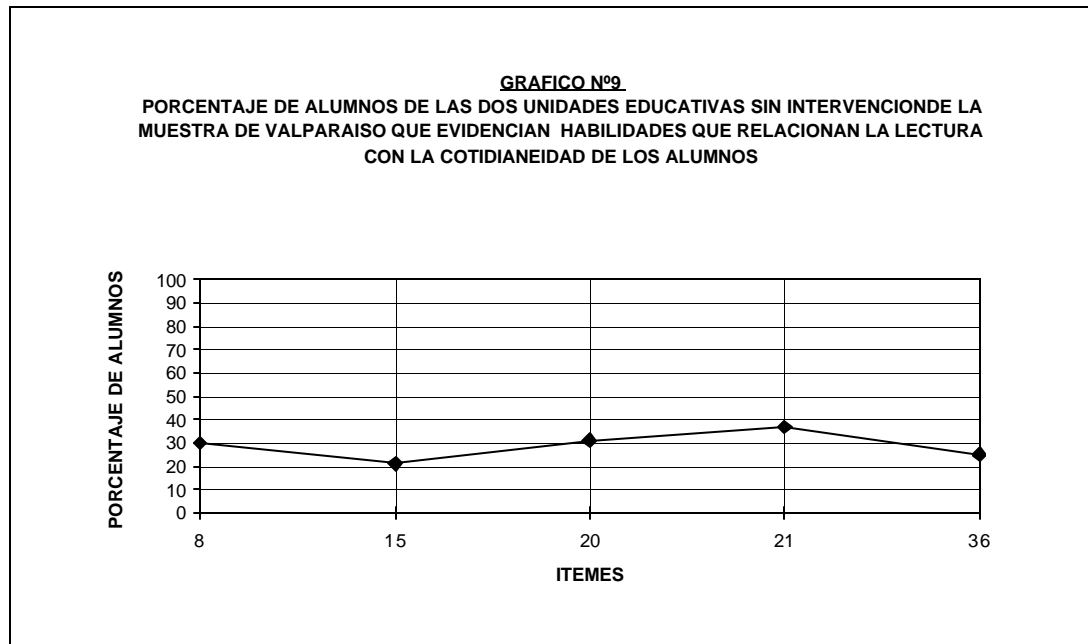 GRAFICO Nº9
PORCENTAJE DE ALUMNOS DE LAS DOS UNIDADES EDUCATIVAS SIN INTERVENCIONDE LA
MUESTRA DE VALPARAISO QUE EVIDENCIAN HABILIDADES QUE RELACIONAN LA LECTURA
CON LA COTIDIANEIDAD DE LOS ALUMNOS
PORCENTAJE DE ALUMNOS
100
90
80
70
60
50
40
30
20
10
0
8 15 20 21 36
ITEMES